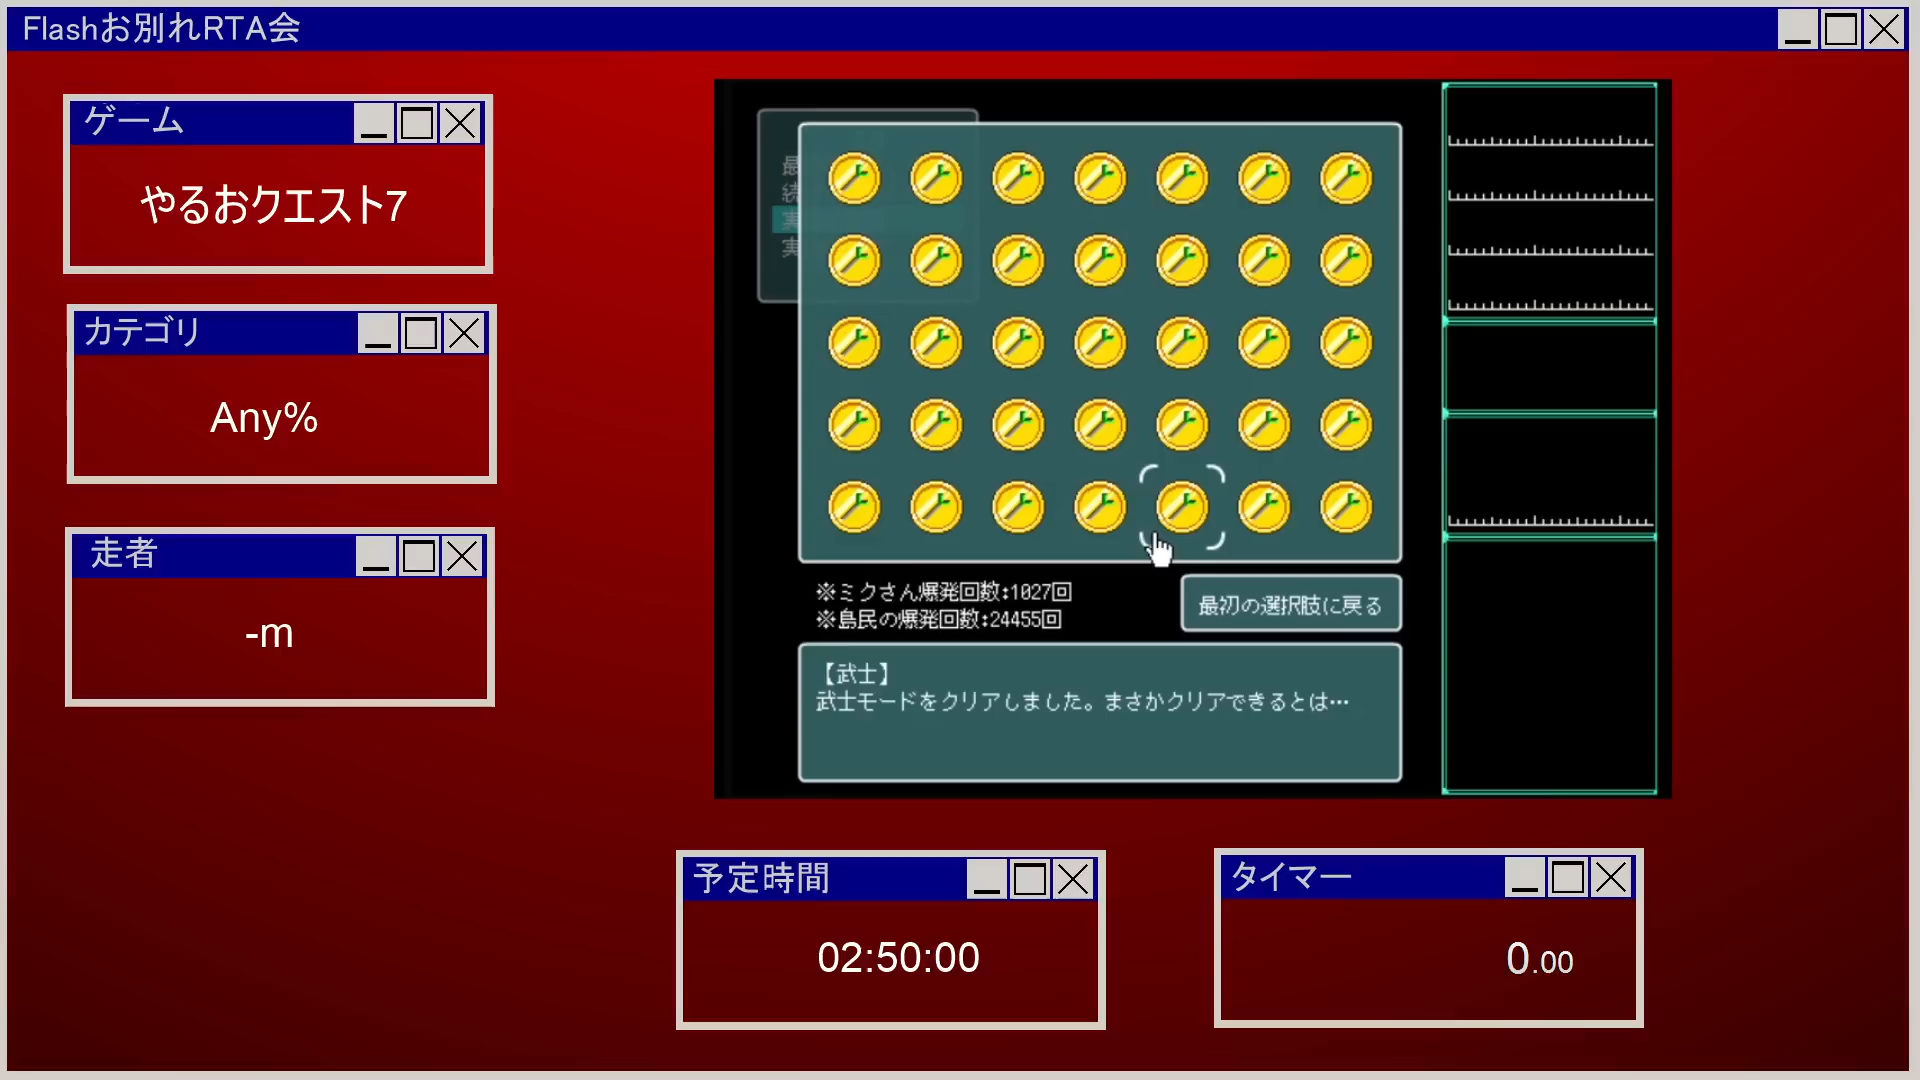 Flashお別れRTA会
ゲーム
やるおクエスト7
カテゴリ
Any%
走者
-m
最
続
実
実
※ミクさん爆発回数:1027回
※島民の爆発回数:24455回
最初の選択肢に戻る
【武士】
武士モードをクリアしました。まさかクリアできるとは…
予定時間
02:50:00
タイマー
0.00